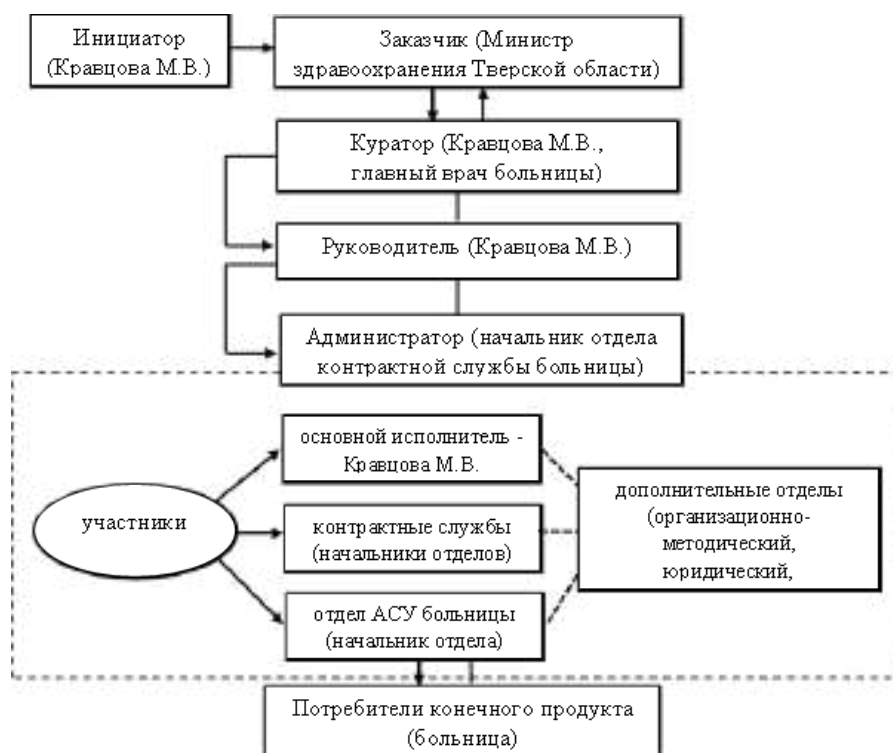 Инициатор
(Кравцова М.В.)
Заказчик (Министр
здравоохранения Тверской области)
Куратор (Кравцова М.В.,
главный врач больницы)
Руководитель (Кравцова М.В.)
Администратор (начальник отдела
контрактной службы больницы)
участники
основной исполнитель -
Кравцова М.В.
контрактные службы
(начальники отделов)
отдел АСУ больницы
(начальник отдела)
дополнительные отделы
(организационно-
методический,
юридический,
Потребители конечного продукта
(больница)